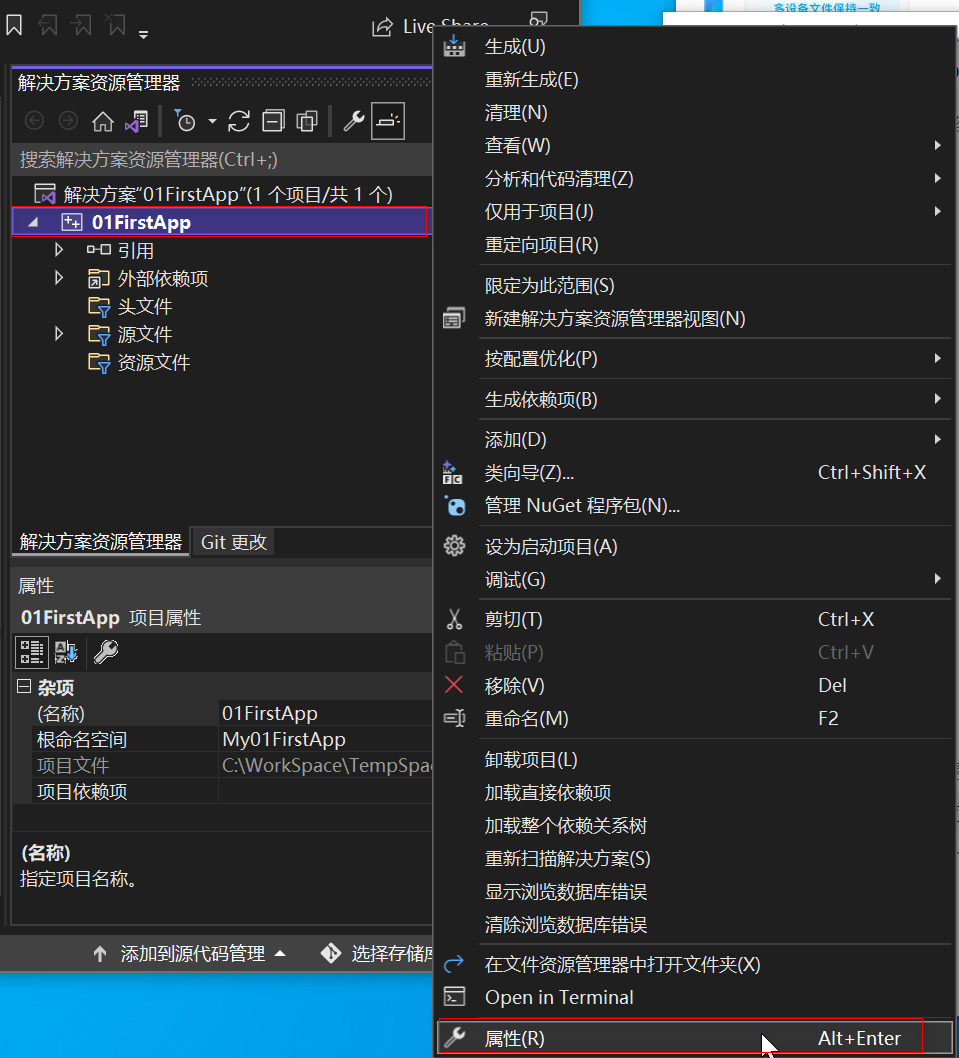 多设备文件保持一致
Live Share
解决方案资源管理器
搜索解决方案资源管理器(Ctrl+;)
解决方案“01FirstApp”(1 个项目/共 1 个)
01FirstApp
引用
外部依赖项
头文件
源文件
资源文件
解决方案资源管理器
Git 更改
属性
01FirstApp 项目属性
杂项
(名称) 01FirstApp
根命名空间 My01FirstApp
项目文件 C:\WorkSpace\TempSpac
项目依赖项
(名称)
指定项目名称。
添加到源代码管理
选择存储库
生成(U)
重新生成(E)
清理(N)
查看(W)
分析和代码清理(Z)
仅用于项目(J)
重定向项目(R)
限定为此范围(S)
新建解决方案资源管理器视图(N)
按配置优化(P)
生成依赖项(B)
添加(D)
类向导(Z)... Ctrl+Shift+X
管理 NuGet 程序包(N)...
设为启动项目(A)
调试(G)
剪切(T) Ctrl+X
粘贴(P) Ctrl+V
移除(V) Del
重命名(M) F2
卸载项目(L)
加载直接依赖项
加载整个依赖关系树
重新扫描解决方案(S)
显示浏览数据库错误
清除浏览数据库错误
在文件资源管理器中打开文件夹(X)
Open in Terminal
属性(R) Alt+Enter